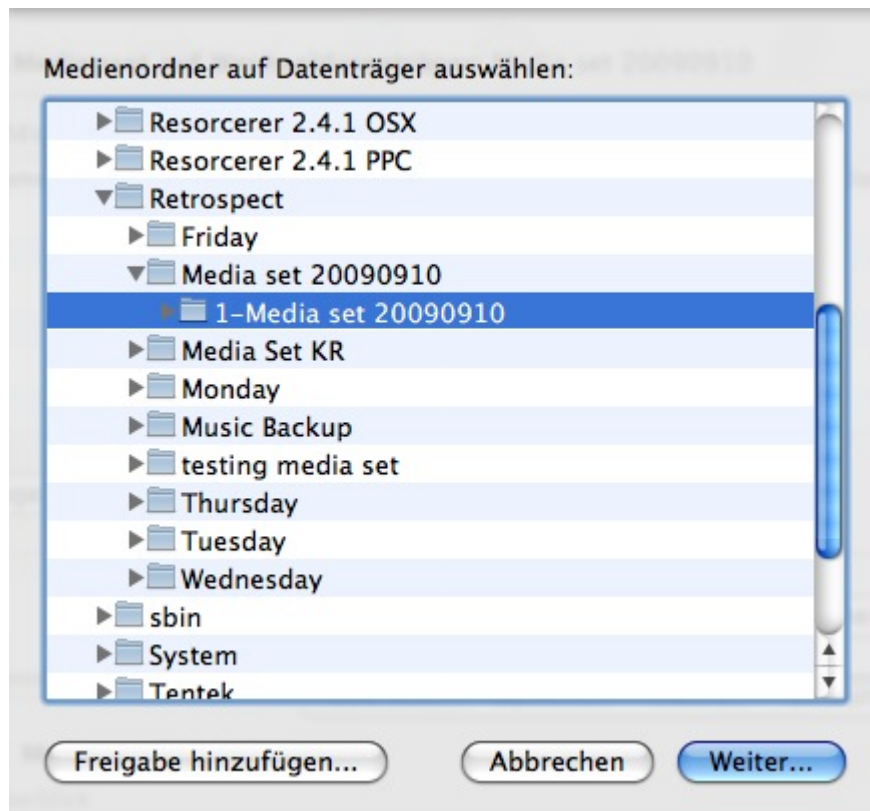 Medienordner auf Datenträger auswählen:
Resorcerer 2.4.1 OSX
Resorcerer 2.4.1 PPC
Retrospect
Friday
Media set 20090910
1-Media set 20090910
Media Set KR
Monday
Music Backup
testing media set
Thursday
Tuesday
Wednesday
sbin
System
Tentek
Freigabe hinzufügen... Abbrechen Weiter...